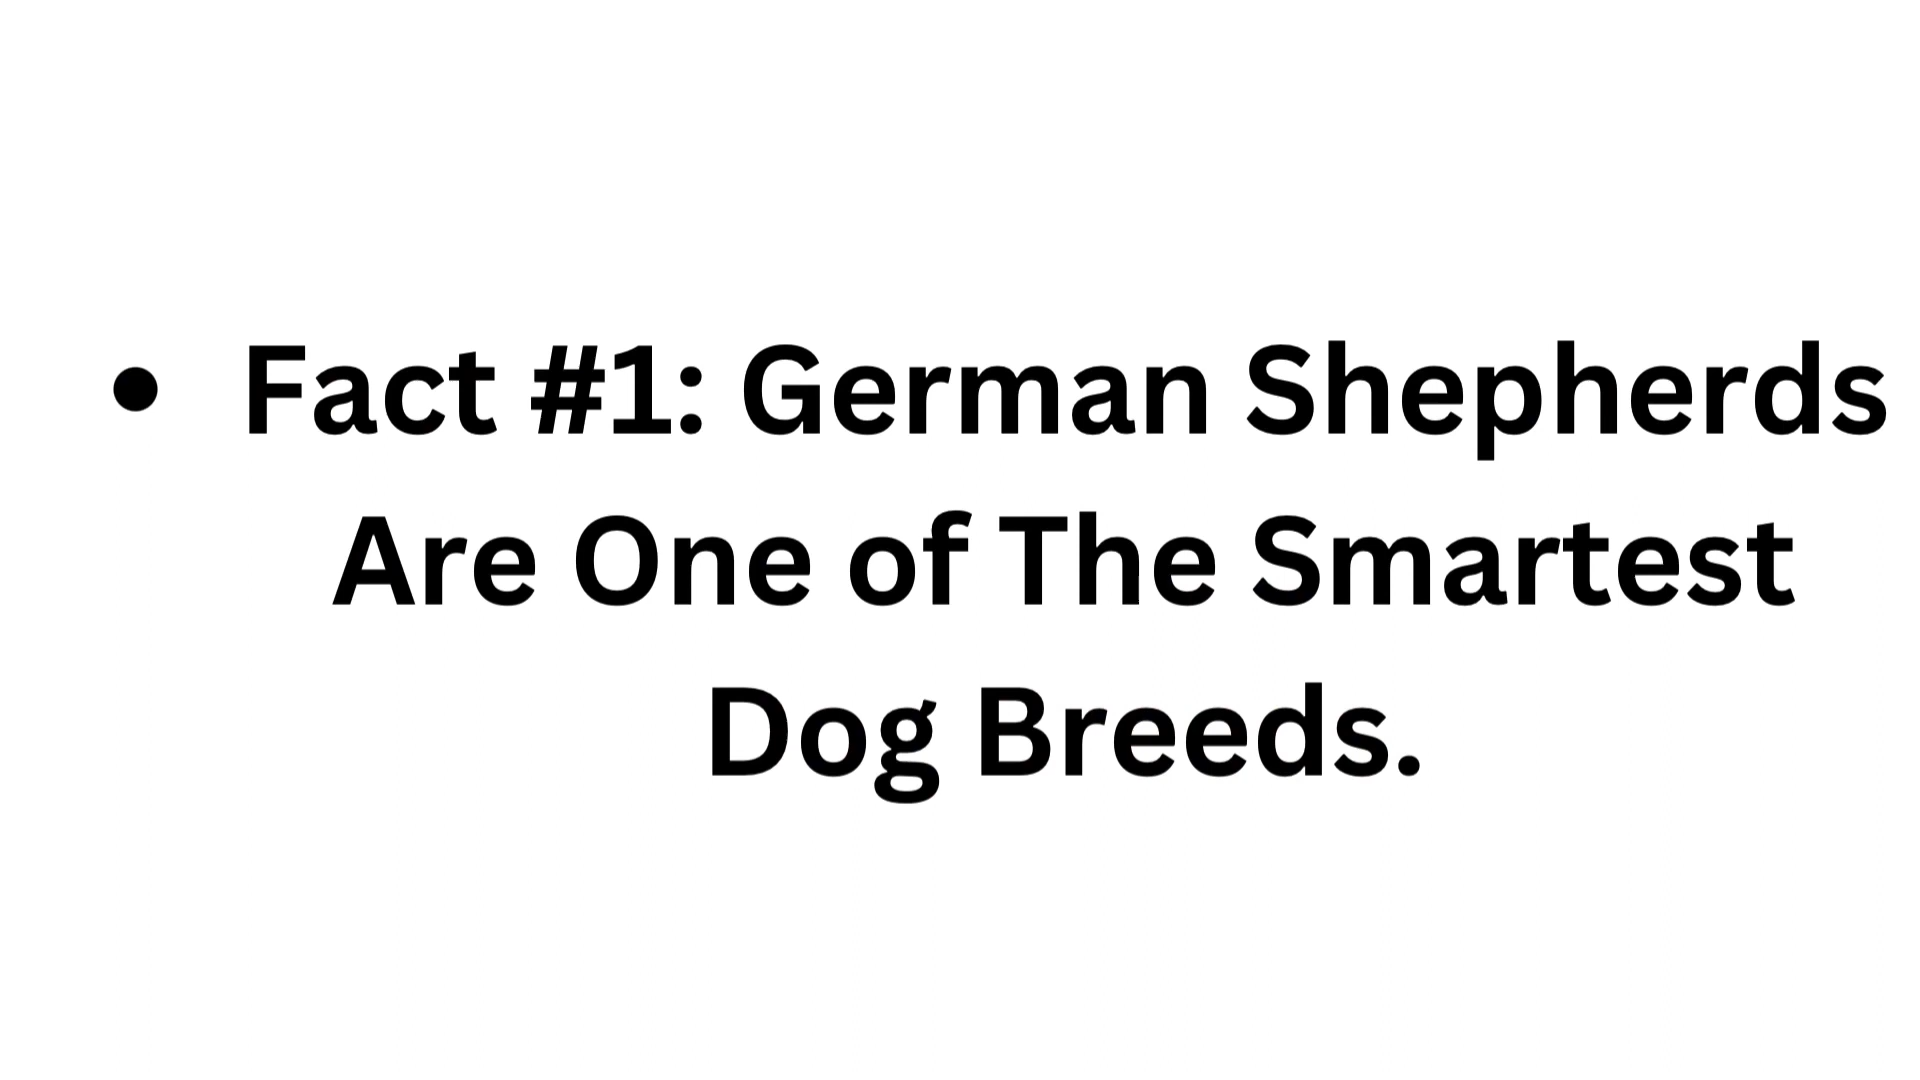 • Fact #1: German Shepherds
Are One of The Smartest
Dog Breeds.